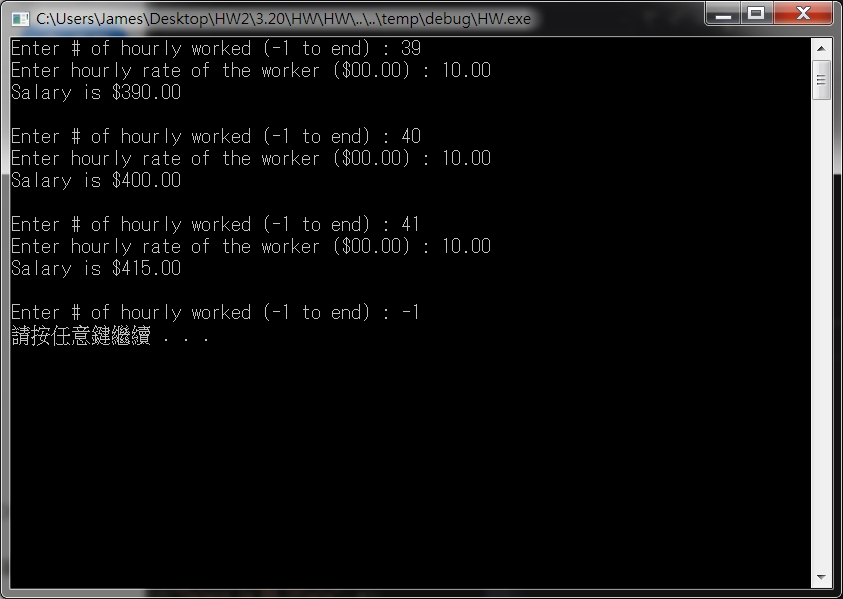 C:\Users\James\Desktop\HW2\3.20\HW\HW\..\..\temp\debug\HW.exe
Enter # of hourly worked (-1 to end) : 39
Enter hourly rate of the worker ($00.00) : 10.00
Salary is $390.00
Enter # of hourly worked (-1 to end) : 40
Enter hourly rate of the worker ($00.00) : 10.00
Salary is $400.00
Enter # of hourly worked (-1 to end) : 41
Enter hourly rate of the worker ($00.00) : 10.00
Salary is $415.00
Enter # of hourly worked (-1 to end) : -1
請按任意鍵繼續 . . .